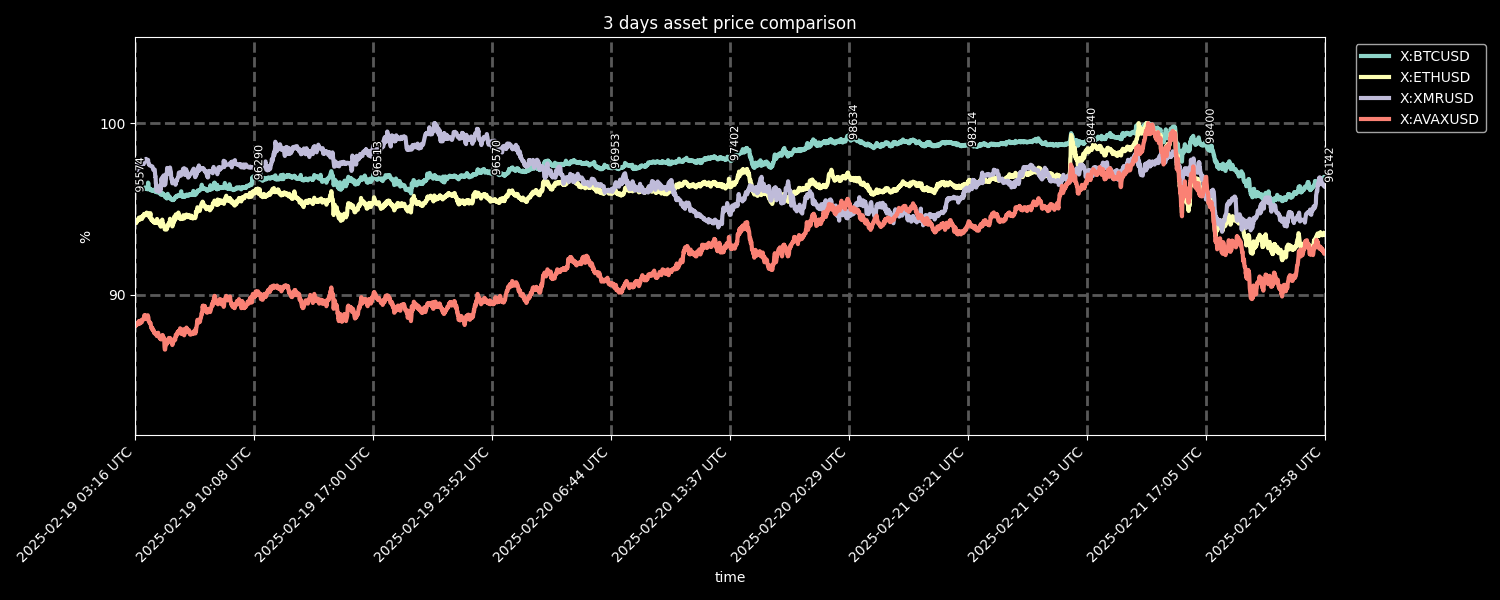 3 days asset price comparison
X:BTCUSD
X:ETHUSD
X:XMRUSD
X:AVAXUSD
100
90
%
96290
96513
96570
96953
97402
98634
98214
98440
98400
96142
2025-02-19 03:16 UTC
2025-02-19 10:08 UTC
2025-02-19 17:00 UTC
2025-02-19 23:52 UTC
2025-02-20 06:44 UTC
2025-02-20 13:37 UTC
2025-02-20 20:29 UTC
2025-02-21 03:21 UTC
2025-02-21 10:13 UTC
2025-02-21 17:05 UTC
2025-02-21 23:58 UTC
time